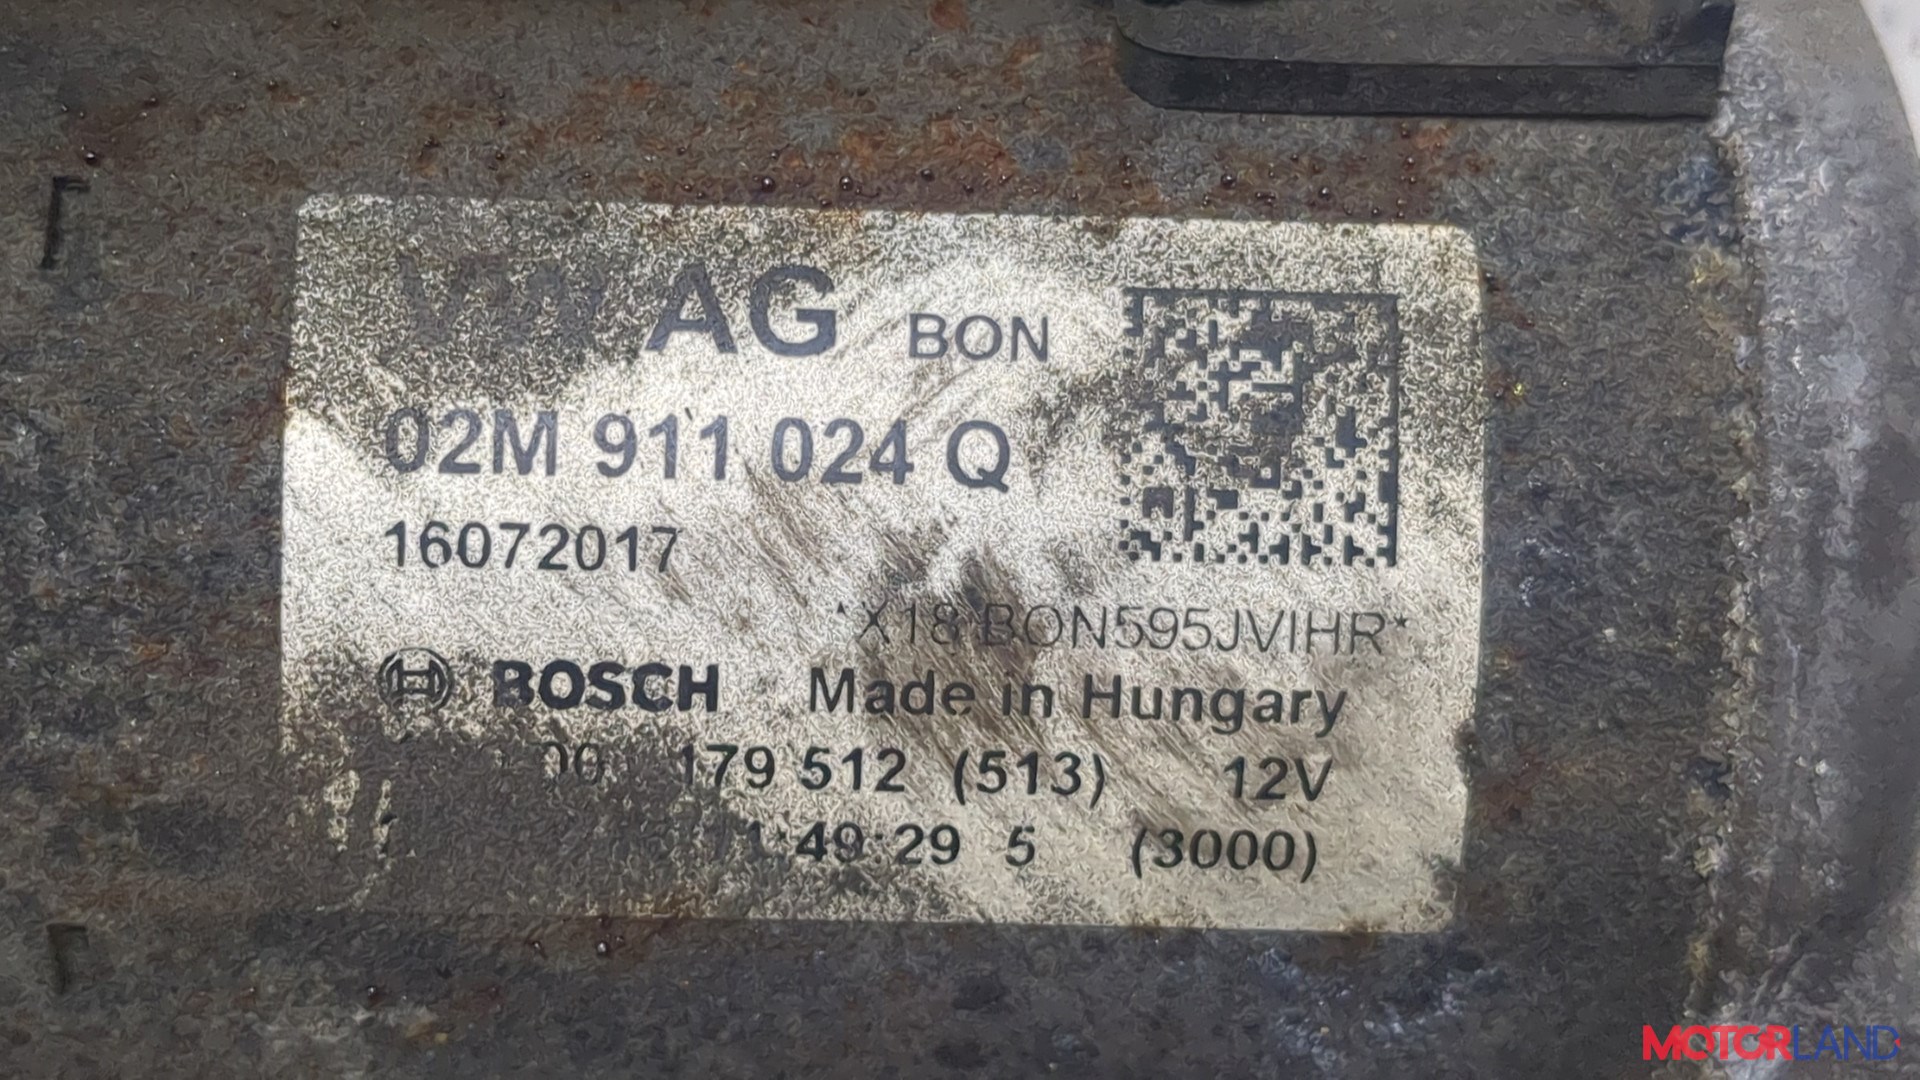 AG BON
02M 911 024 Q
16072017
*X18 BON595JVIHR*
BOSCH Made in Hungary
179 512 (513) 12V
29 5 (3000)
MOTORLAND